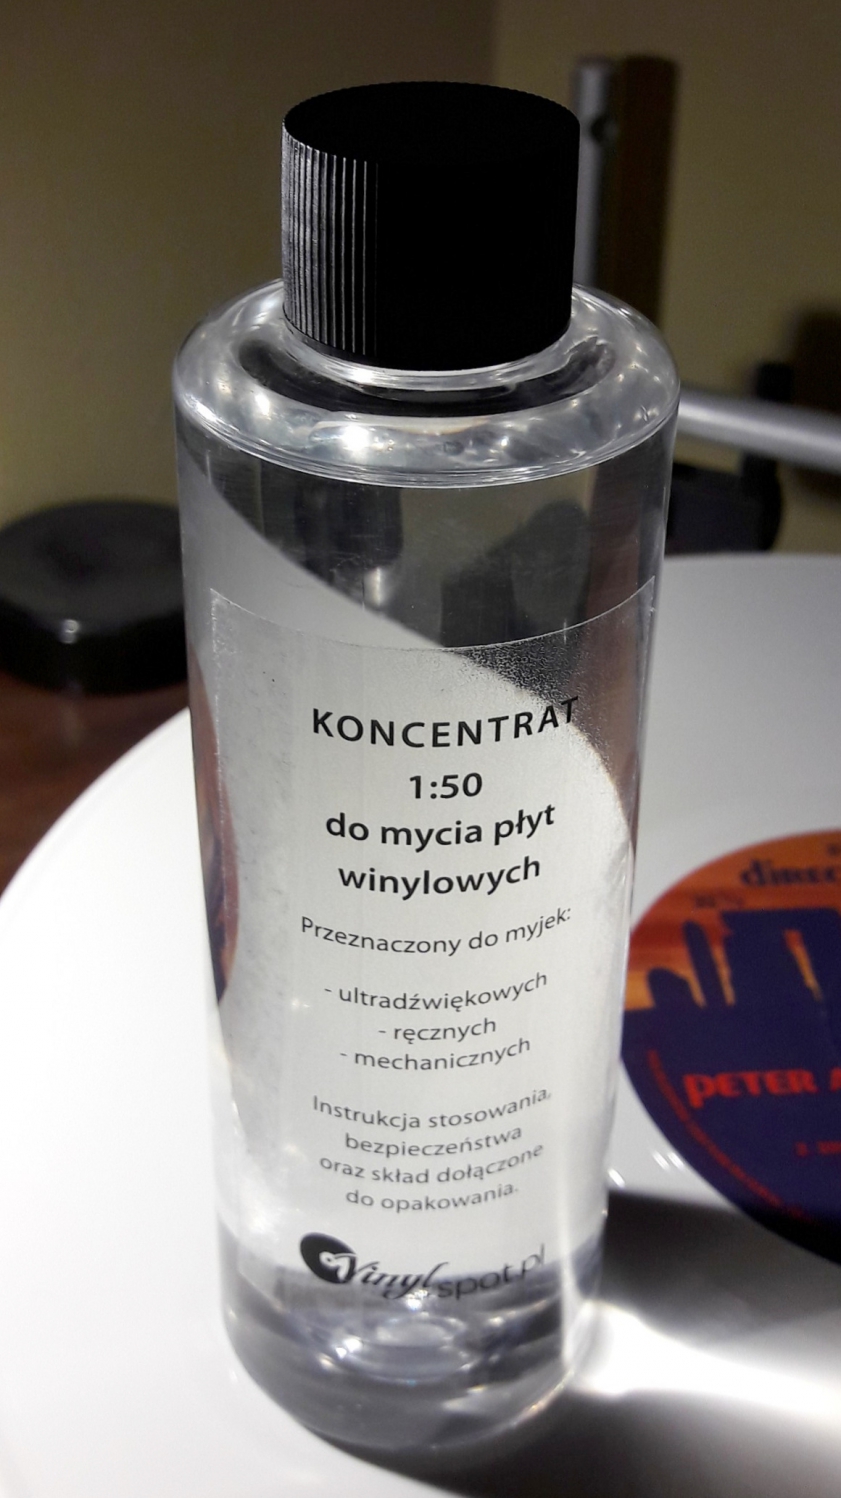 KONCENTRAT
1:50
do mycia płyt
winylowych
Przeznaczony do myjek:
- ultradźwiękowych
- ręcznych
- mechanicznych
Instrukcja stosowania,
bezpieczeństwa
oraz skład dołączone
do opakowania.
Vinylspot.pl
PETER